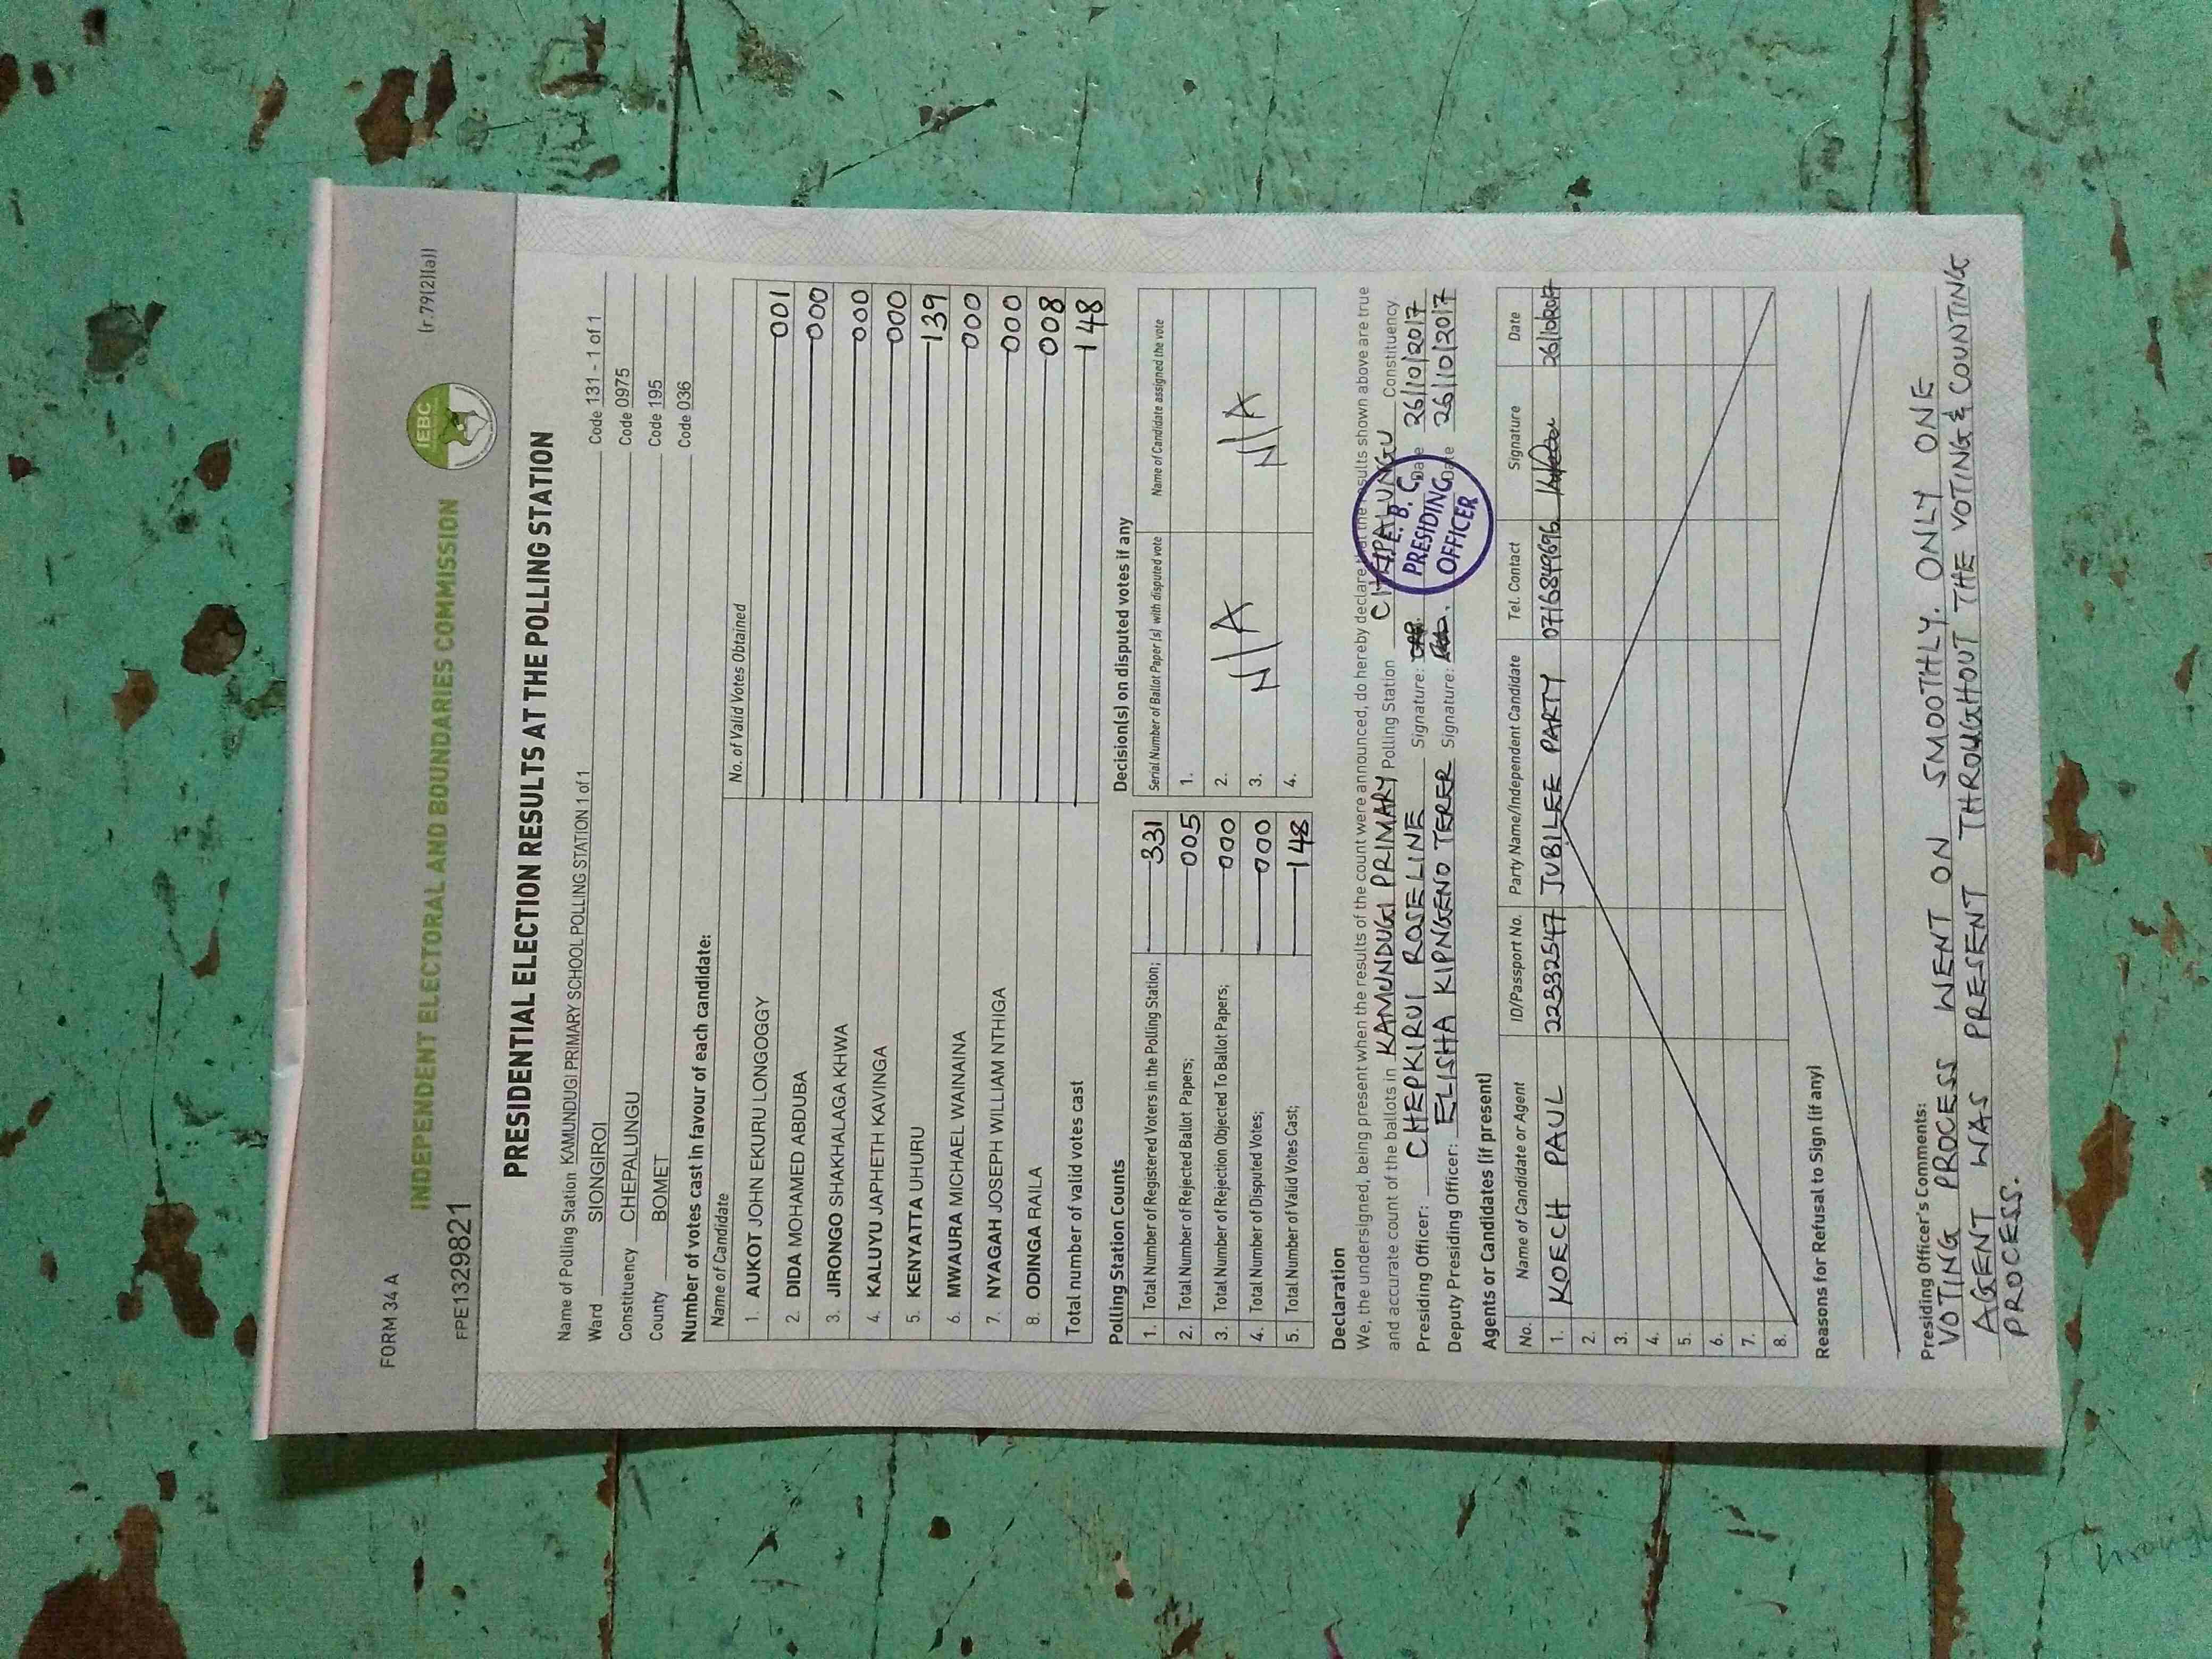 FORM 34 A
(r.79(2)(a))
INDEPENDENT ELECTORAL AND BOUNDARIES COMMISSION
IEBC
FPE1329821
PRESIDENTIAL ELECTION RESULTS AT THE POLLING STATION
Name of Polling Station KAMUNDUGI PRIMARY SCHOOL POLLING STATION 1 of 1 Code 131 - 1 of 1
Ward SIONGIROI Code 0975
Constituency CHEPALUNGU Code 195
County BOMET Code 036
Number of votes cast in favour of each candidate:
Name of Candidate No. of Valid Votes Obtained
1. AUKOT JOHN EKURU LONGOGGY 001
2. DIDA MOHAMED ABDUBA 000
3. JIRONGO SHAKHALAGA KHWA 000
4. KALUYU JAPHETH KAVINGA 000
5. KENYATTA UHURU 139
6. MWAURA MICHAEL WAINAINA 000
7. NYAGAH JOSEPH WILLIAM NTHIGA 000
8. ODINGA RAILA 008
Total number of valid votes cast 148
Polling Station Counts
1. Total Number of Registered Voters in the Polling Station; 331
2. Total Number of Rejected Ballot Papers; 005
3. Total Number of Rejection Objected To Ballot Papers; 000
4. Total Number of Disputed Votes; 000
5. Total Number of Valid Votes Cast; 148
Decision(s) on disputed votes if any
Serial Number of Ballot Paper (s) with disputed vote Name of Candidate assigned the vote
1.
2. N/A N/A
3.
4.
Declaration
We, the undersigned, being present when the results of the count were announced, do hereby declare that the results shown above are true
and accurate count of the ballots in KAMUNDUGI PRIMARY Polling Station CHEPALUNGU Constituency
Presiding Officer: CHEPKIRUI ROSELINE Signature: Date 26/10/2017
Deputy Presiding Officer: ELISHA KIPNGENO TERER Signature: Date 26/10/2017
I.E.B.C.
PRESIDING
OFFICER
Agents or Candidates (if present)
No. Name of Candidate or Agent ID/Passport No. Party Name/Independent Candidate Tel. Contact Signature Date
1. KOECH PAUL 22332547 JUBILEE PARTY 0716849696 26/10/2017
2.
3.
4.
5.
6.
7.
8.
Reasons for Refusal to Sign (if any)
Presiding Officer's Comments:
VOTING PROCESS WENT ON SMOOTHLY. ONLY ONE
AGENT WAS PRESENT THROUGHOUT THE VOTING & COUNTING
PROCESS.